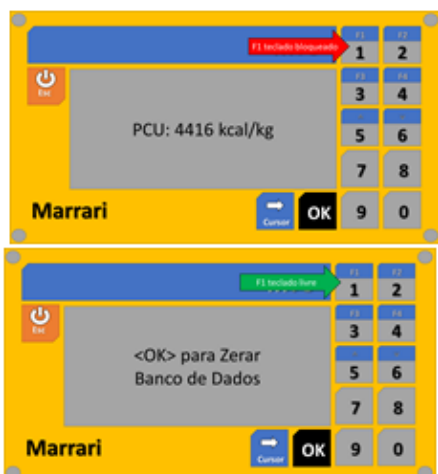 F1 teclado bloqueado
F1 F2
1 2
Esc
F3 F4
3 4
PCU: 4416 kcal/kg
5 6
7 8
Marrari
Cursor
OK
9 0
F1 teclado livre
F1 F2
1 2
Esc
F3 F4
3 4
<OK> para Zerar
Banco de Dados
5 6
7 8
Marrari
Cursor
OK
9 0